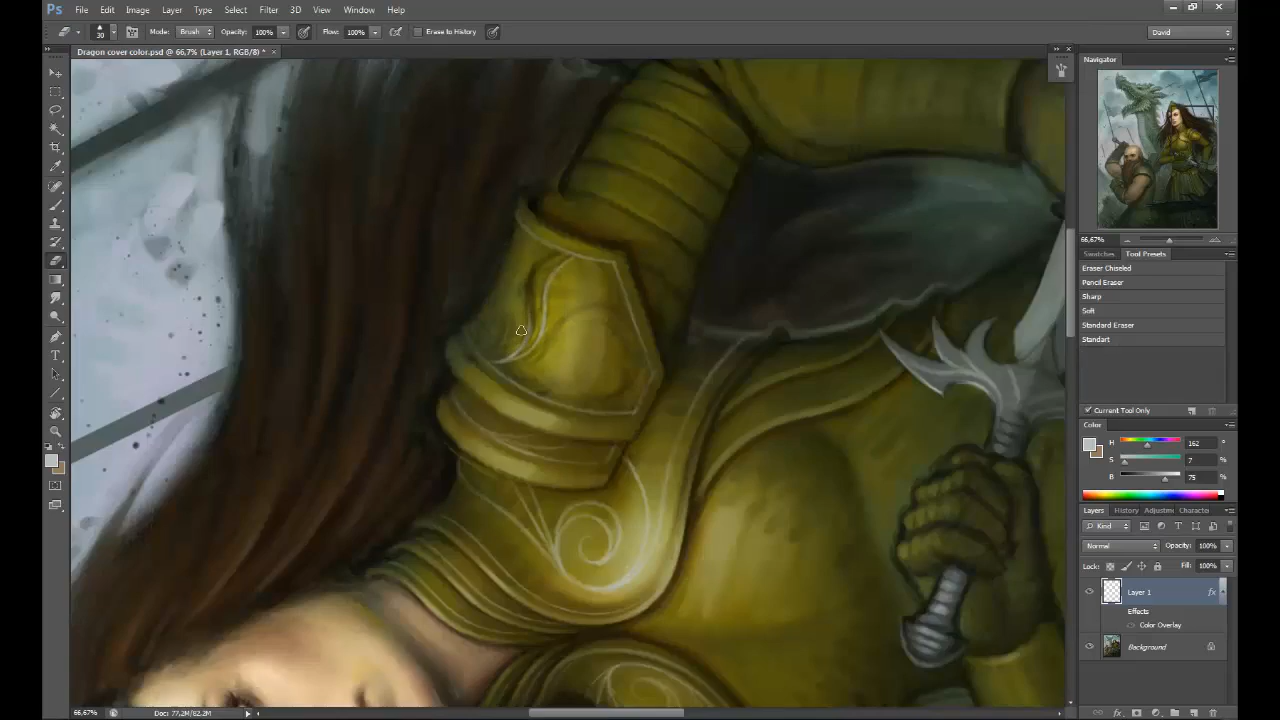 Ps File Edit Image Layer Type Select Filter 3D View Window Help
30 Mode: Brush Opacity: 100% Flow: 100% Erase to History David
Dragon cover color.psd @ 66,7% (Layer 1, RGB/8) *
Navigator
66,67%
Swatches Tool Presets
Eraser Chiseled
Pencil Eraser
Sharp
Soft
Standard Eraser
Standart
Current Tool Only
Color
H 162 °
S 7 %
B 75 %
Layers History Adjustm Characte
Kind
Normal Opacity: 100%
Lock: Fill: 100%
Layer 1 fx
Effects
Color Overlay
Background
66,67% Doc: 77,2M/82,2M